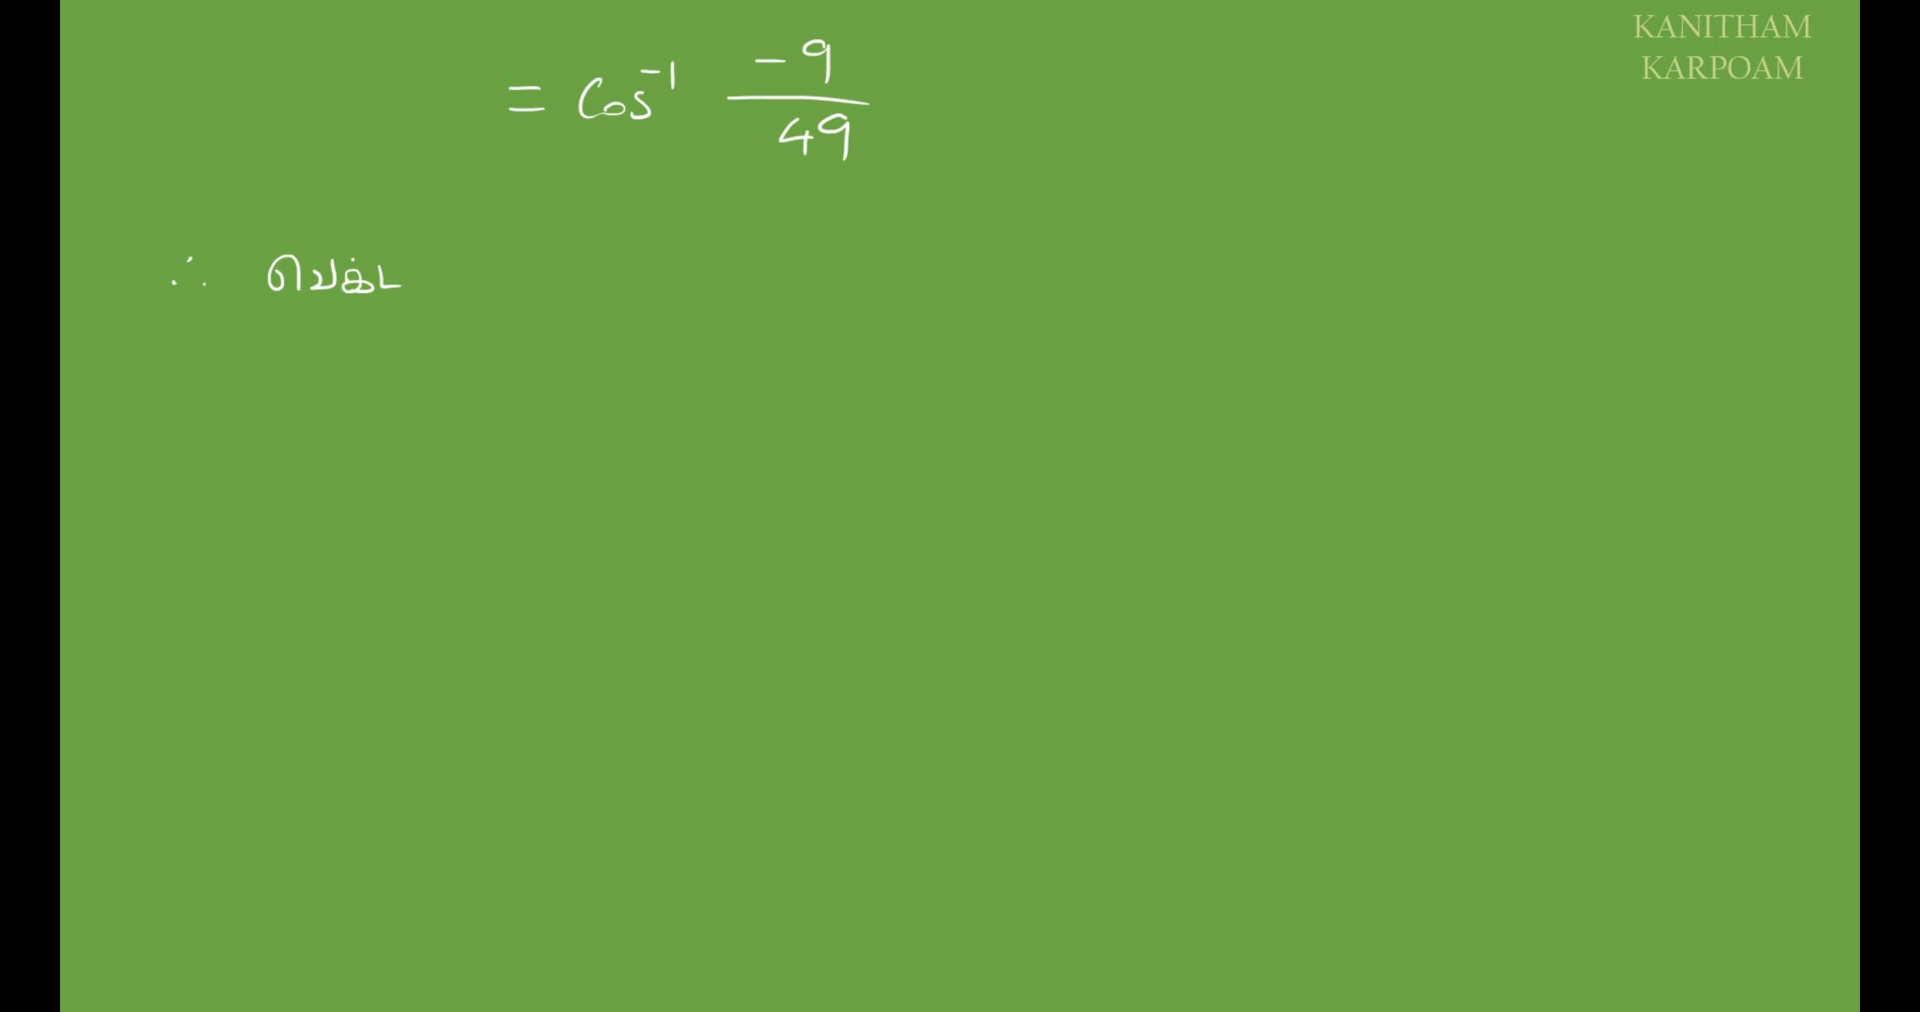 KANITHAM
KARPOAM
= Cos⁻¹ -9/49
∴ வெக்ட